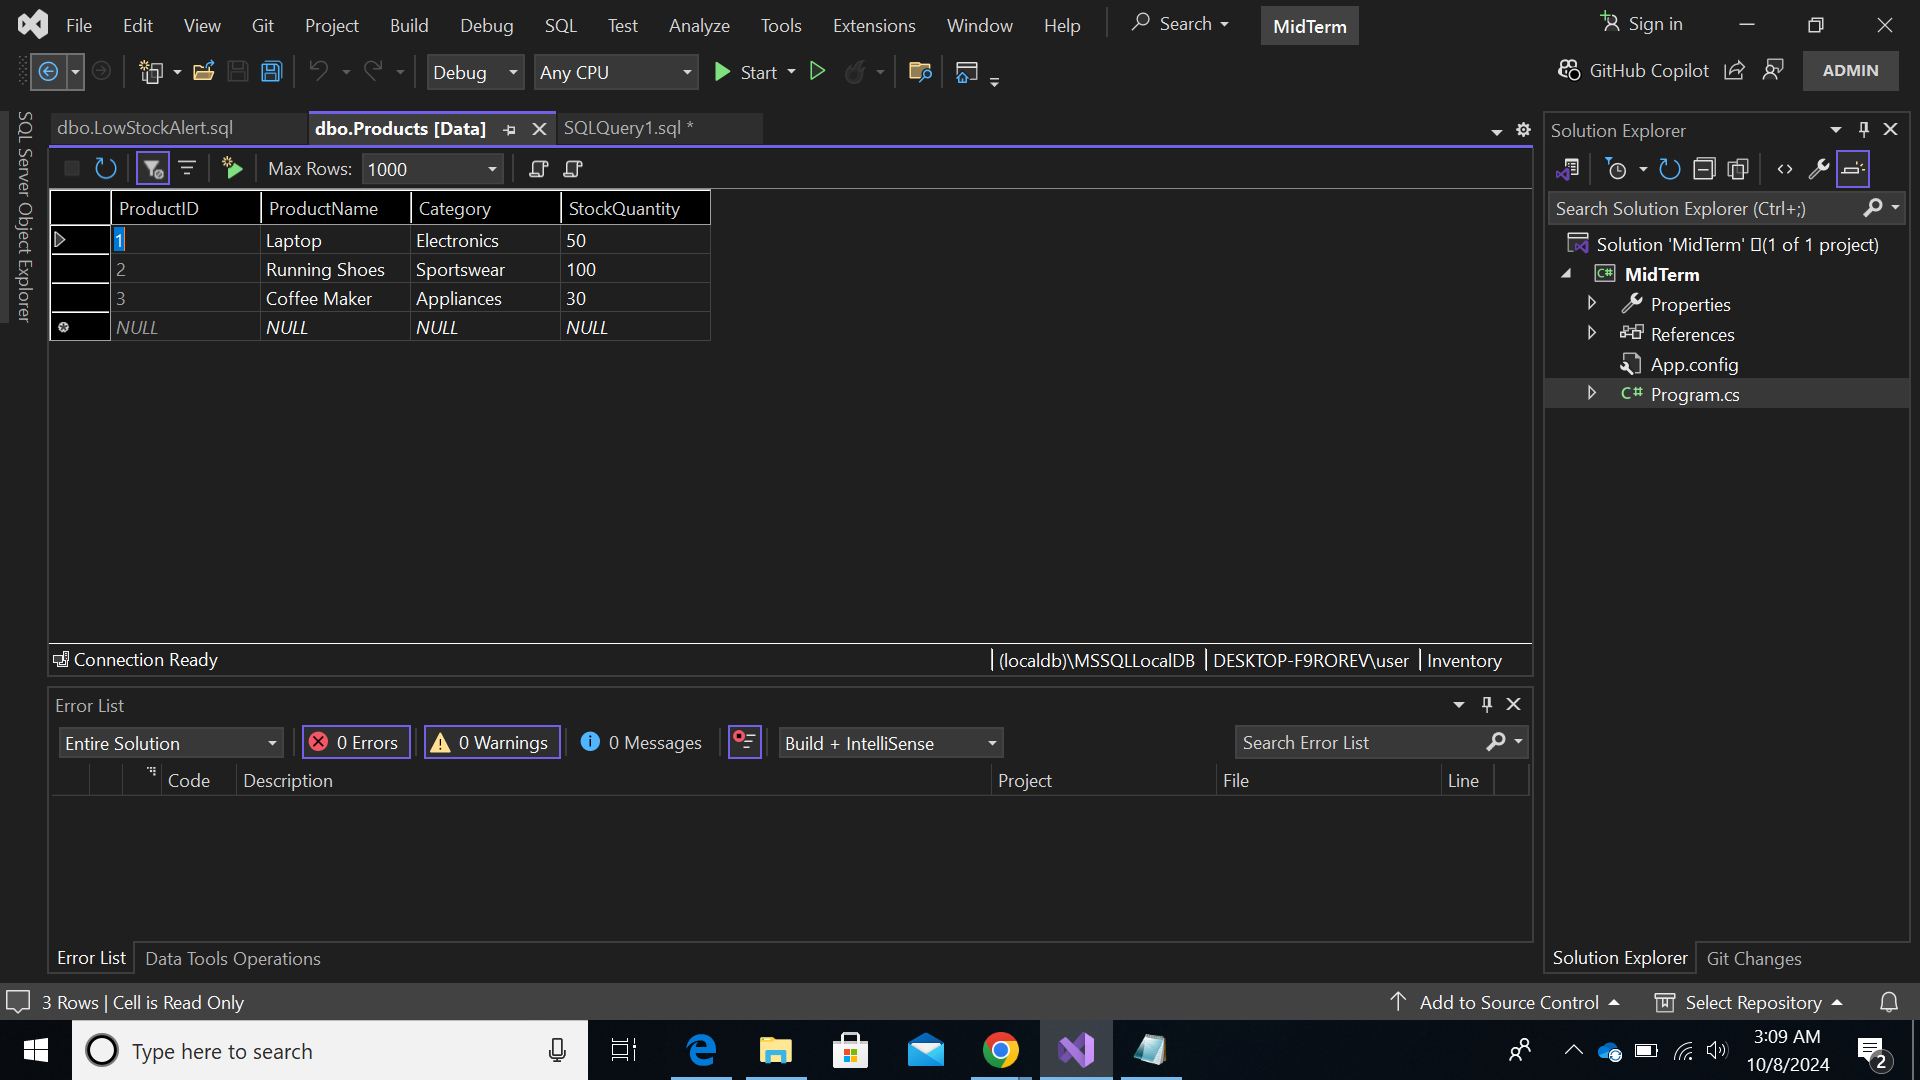 File Edit View Git Project Build Debug SQL Test Analyze Tools Extensions Window Help Search MidTerm Sign in
Debug Any CPU Start GitHub Copilot ADMIN
SQL Server Object Explorer
dbo.LowStockAlert.sql dbo.Products [Data] SQLQuery1.sql *
Max Rows: 1000
ProductID ProductName Category StockQuantity
1 Laptop Electronics 50
2 Running Shoes Sportswear 100
3 Coffee Maker Appliances 30
NULL NULL NULL NULL
Connection Ready (localdb)\MSSQLLocalDB DESKTOP-F9ROREV\user Inventory
Solution Explorer
Search Solution Explorer (Ctrl+;)
Solution 'MidTerm' (1 of 1 project)
C# MidTerm
Properties
References
App.config
C# Program.cs
Error List
Entire Solution 0 Errors 0 Warnings 0 Messages Build + IntelliSense Search Error List
Code Description Project File Line
Error List Data Tools Operations
Solution Explorer Git Changes
3 Rows | Cell is Read Only Add to Source Control Select Repository
Type here to search
3:09 AM
10/8/2024
2